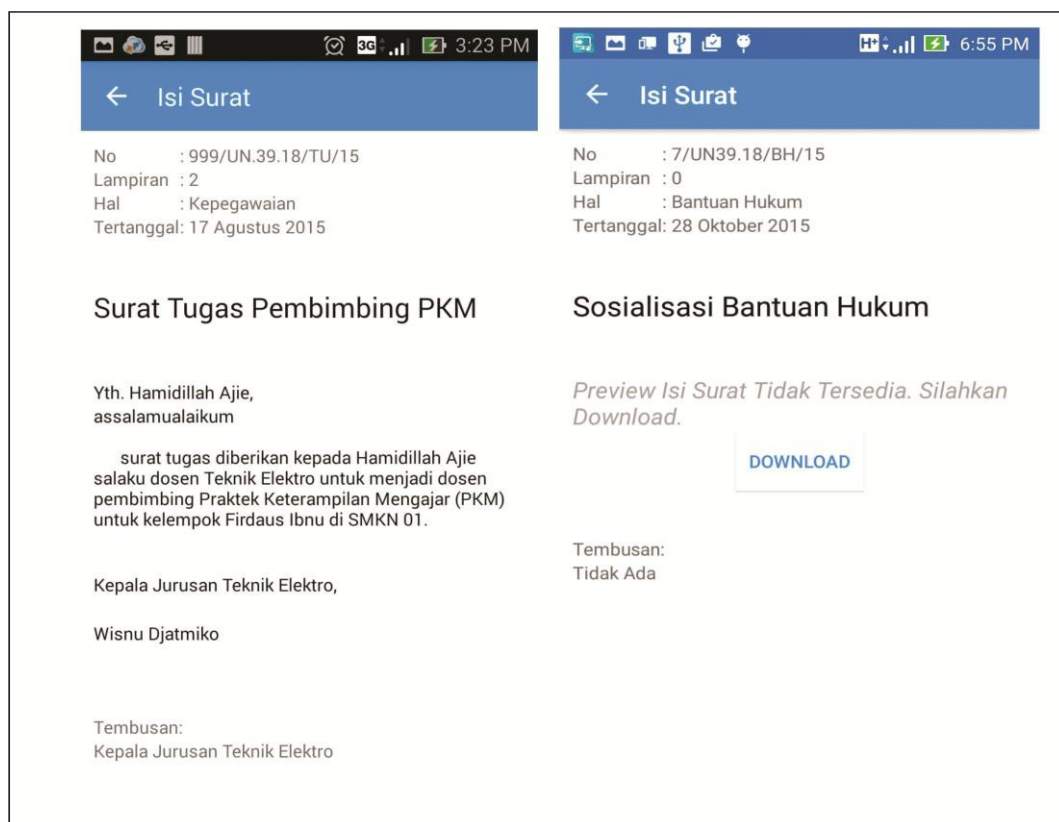 3G 3:23 PM
Isi Surat
No : 999/UN.39.18/TU/15
Lampiran : 2
Hal : Kepegawaian
Tertanggal: 17 Agustus 2015
Surat Tugas Pembimbing PKM
Yth. Hamidillah Ajie,
assalamualaikum
surat tugas diberikan kepada Hamidillah Ajie
salaku dosen Teknik Elektro untuk menjadi dosen
pembimbing Praktek Keterampilan Mengajar (PKM)
untuk kelempok Firdaus Ibnu di SMKN 01.
Kepala Jurusan Teknik Elektro,
Wisnu Djatmiko
Tembusan:
Kepala Jurusan Teknik Elektro
H+ 6:55 PM
Isi Surat
No : 7/UN39.18/BH/15
Lampiran : 0
Hal : Bantuan Hukum
Tertanggal: 28 Oktober 2015
Sosialisasi Bantuan Hukum
Preview Isi Surat Tidak Tersedia. Silahkan
Download.
DOWNLOAD
Tembusan:
Tidak Ada